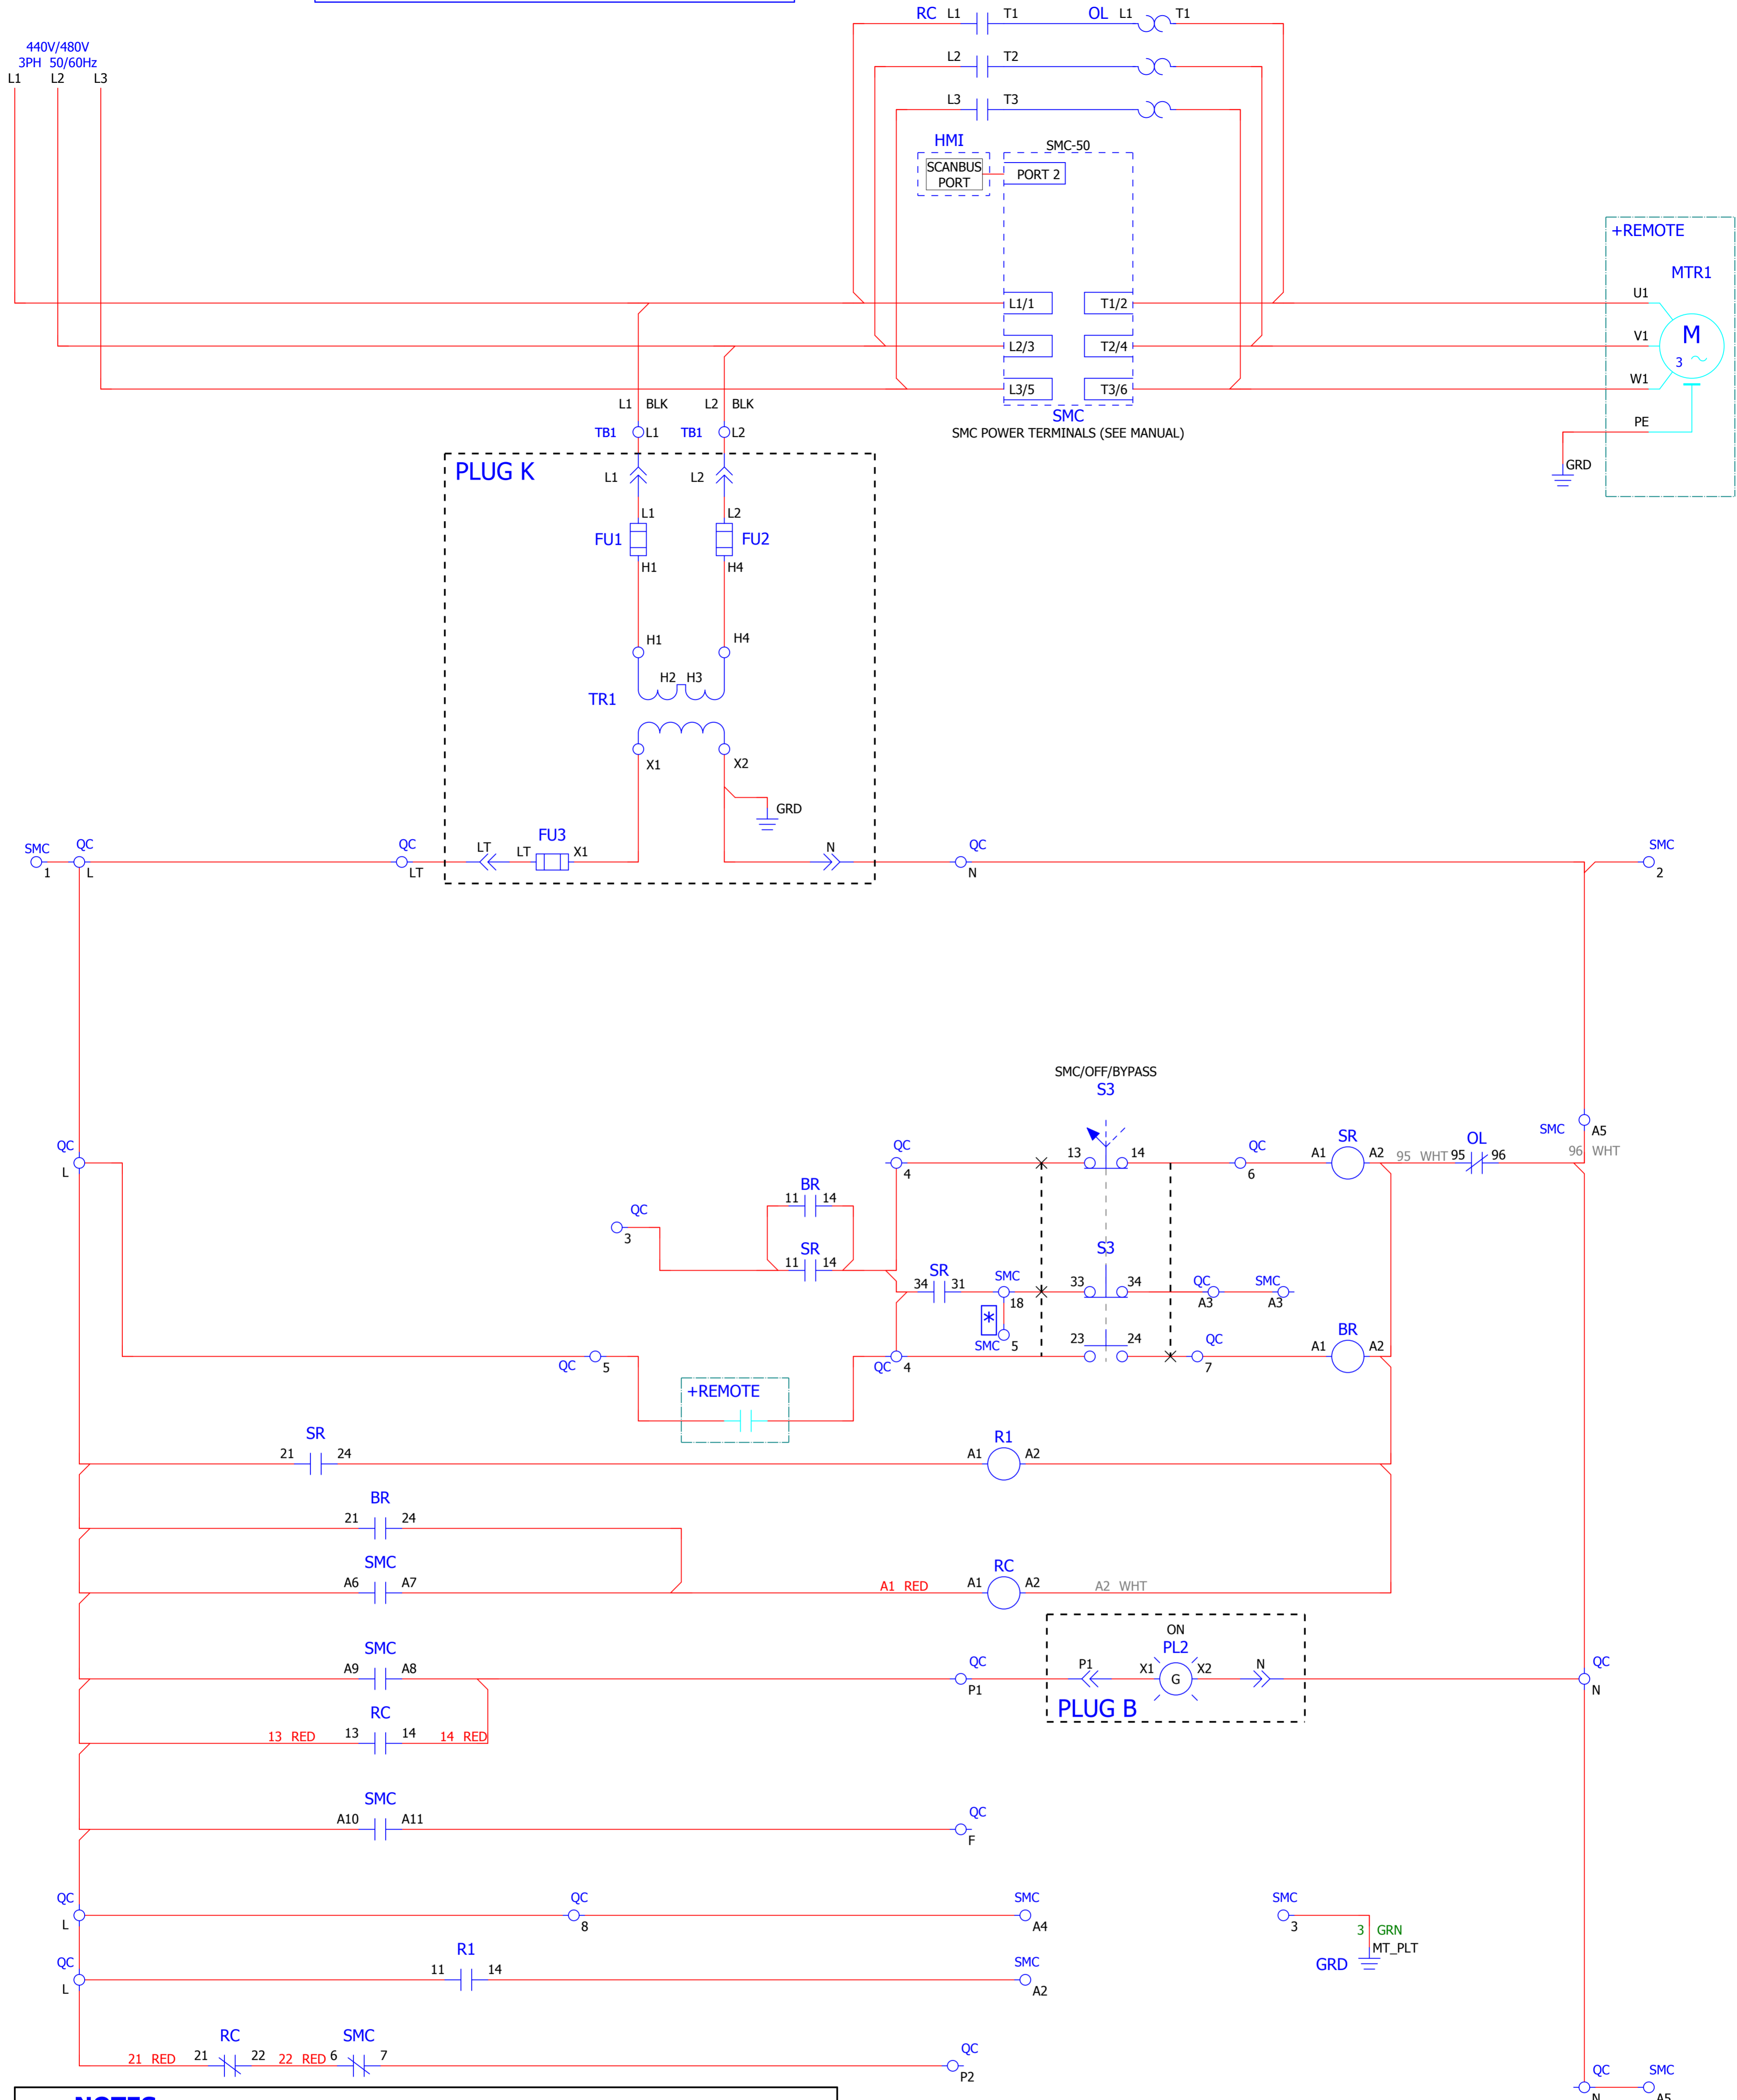 RC L1 T1 OL L1 T1
440V/480V
3PH 50/60Hz
L1 L2 L3
L2 T2
L3 T3
HMI
SMC-50
SCANBUS
PORT
PORT 2
+REMOTE
MTR1
L1/1 T1/2 U1
L2/3 T2/4 V1
M
3
L3/5 T3/6 W1
L1 BLK L2 BLK
SMC
SMC POWER TERMINALS (SEE MANUAL)
PE
TB1 L1 TB1 L2
GRD
PLUG K
L1 L2
L1 L2
FU1 FU2
H1 H4
H1 H4
H2 H3
TR1
X1 X2
GRD
SMC QC QC FU3 QC SMC
LT LT X1 N
1 L LT N 2
SMC/OFF/BYPASS
S3
SMC A5
QC QC 13 14 QC SR OL
A1 A2 95 WHT 95 96 96 WHT
L 4 6
BR
11 14
QC
3
SR S3
11 14
SR SMC QC SMC
34 31 33 34
18 A3 A3
*
SMC 5
23 24 QC BR
A1 A2
QC 5 QC 4 7
+REMOTE
SR R1
21 24 A1 A2
BR
21 24
SMC RC
A6 A7 A1 RED A1 A2 A2 WHT
ON
SMC PL2
A9 A8 QC P1 X1 G X2 N QC
P1 N
PLUG B
RC
13 RED 13 14 14 RED
SMC
A10 A11 QC
F
QC QC SMC SMC
L 8 A4 3
3 GRN
MT_PLT
GRD
QC R1 SMC
11 14
L A2
RC SMC
21 RED 21 22 22 RED 6 7 QC
P2
QC SMC
N A5
NOTES